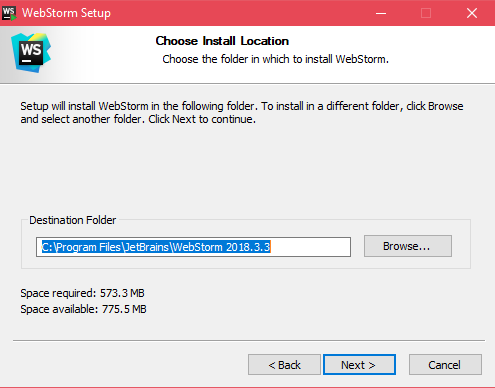 WS WebStorm Setup
WS
Choose Install Location
Choose the folder in which to install WebStorm.
Setup will install WebStorm in the following folder. To install in a different folder, click Browse
and select another folder. Click Next to continue.
Destination Folder
C:\Program Files\JetBrains\WebStorm 2018.3.3
Browse...
Space required: 573.3 MB
Space available: 775.5 MB
< Back
Next >
Cancel